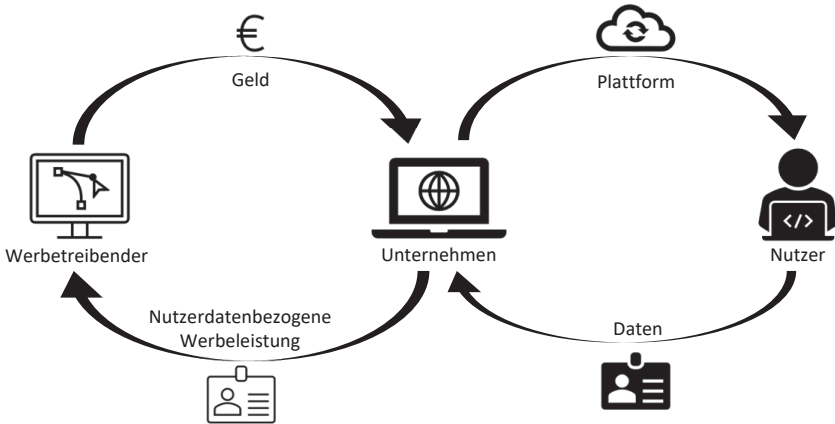 €
Geld
Plattform
</>
Werbetreibender
Unternehmen
Nutzer
Nutzerdatenbezogene
Werbeleistung
Daten